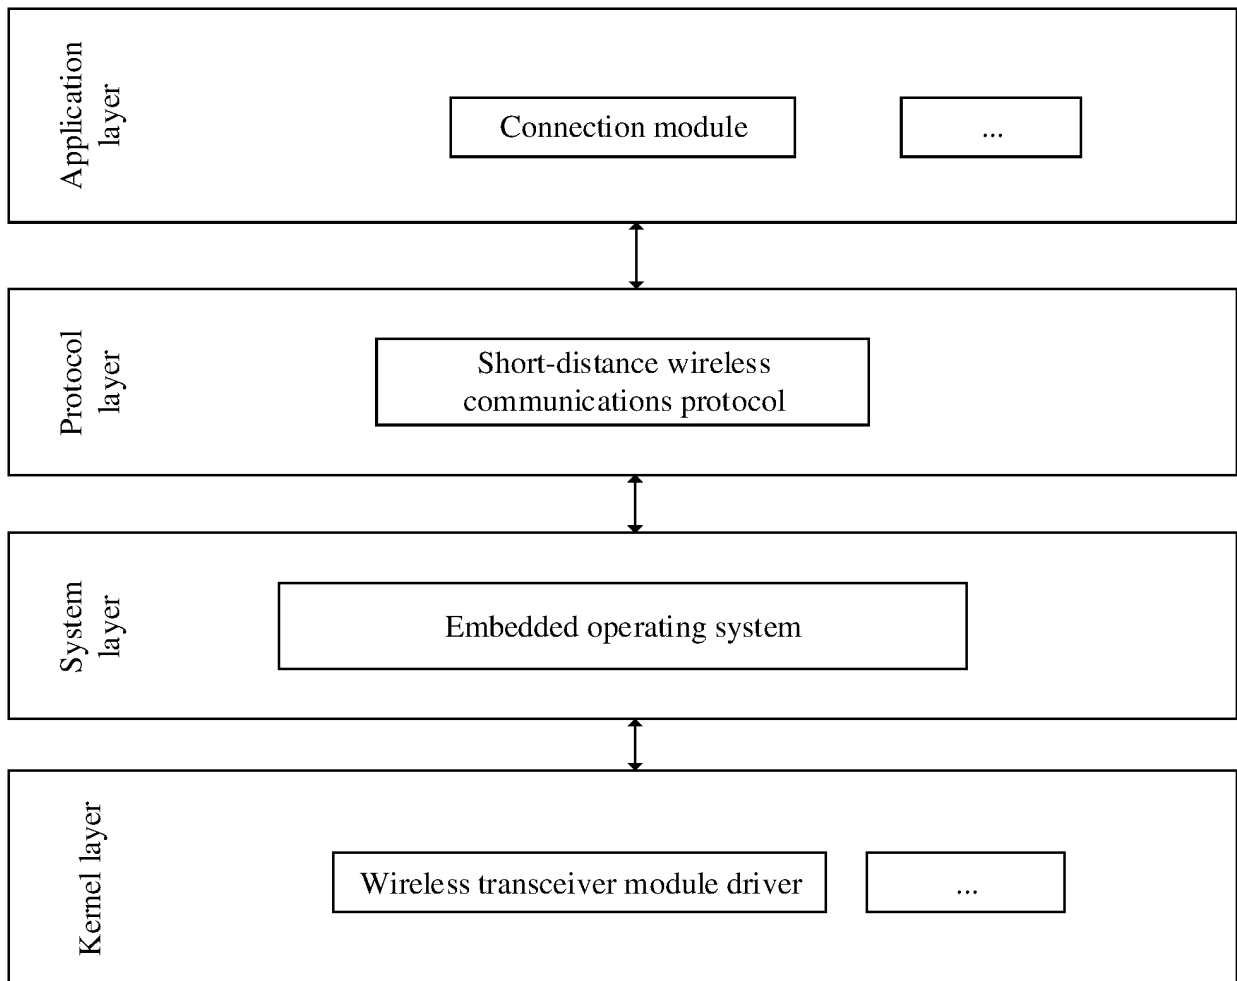 Application
layer
Connection module
...
Protocol
layer
Short-distance wireless
communications protocol
System
layer
Embedded operating system
Kernel layer
Wireless transceiver module driver
...